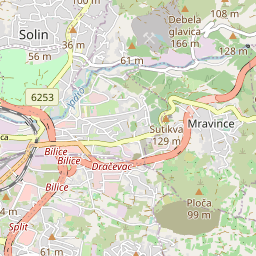 100 m
Debela
glavica
166 m
Solin
36 m
128 m
56 m
61 m
6253
Jadro
Sutikva
129 m
Mravince
Bilice
Bilice
Dračevac
Bilice
Ploča
99 m
Split
61 m